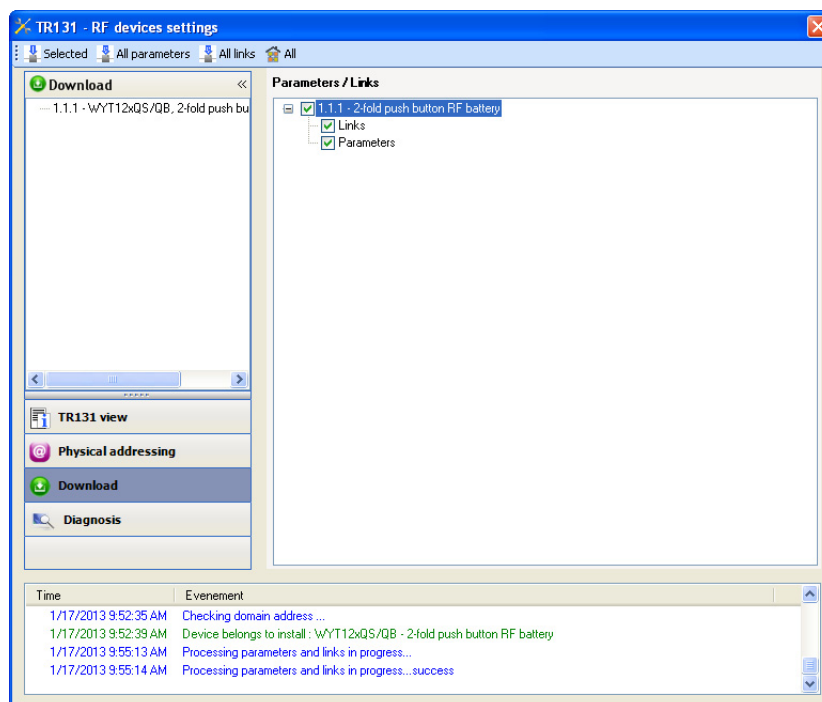 TR131 - RF devices settings
Selected All parameters All links All
Download «
1.1.1 - WYT12xQS/QB, 2-fold push bu
Parameters / Links
1.1.1 - 2-fold push button RF battery
Links
Parameters
TR131 view
Physical addressing
Download
Diagnosis
Time Evenement
1/17/2013 9:52:35 AM Checking domain address ...
1/17/2013 9:52:39 AM Device belongs to install : WYT12xQS/QB - 2-fold push button RF battery
1/17/2013 9:55:13 AM Processing parameters and links in progress...
1/17/2013 9:55:14 AM Processing parameters and links in progress...success